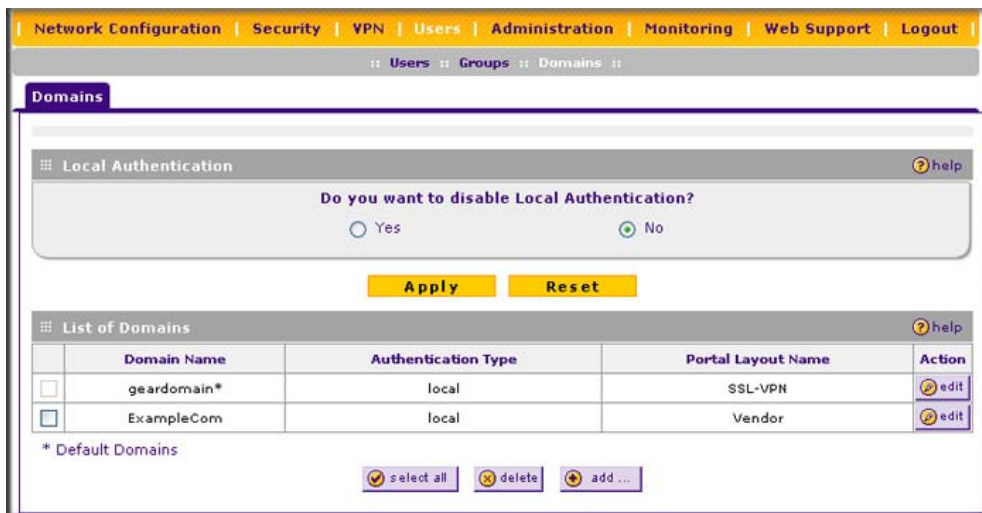 | Network Configuration | Security | VPN | Users | Administration | Monitoring | Web Support | Logout |
:: Users :: Groups :: Domains ::
Domains
Local Authentication help
Do you want to disable Local Authentication?
Yes No
Apply Reset
List of Domains help
Domain Name Authentication Type Portal Layout Name Action
geardomain* local SSL-VPN edit
ExampleCom local Vendor edit
* Default Domains
select all delete add ...